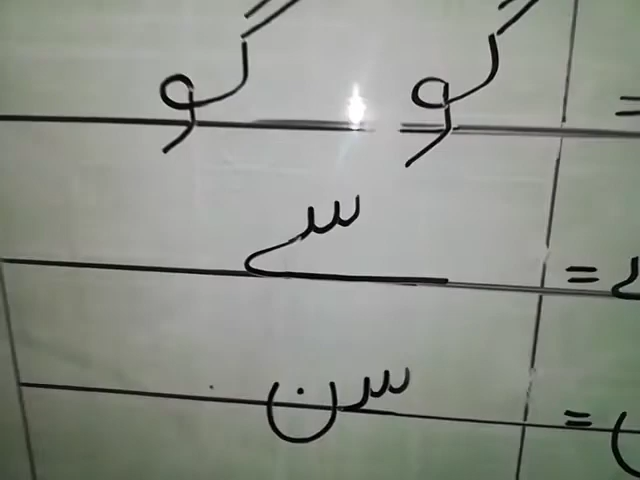 = گو گو
= سے
= سن